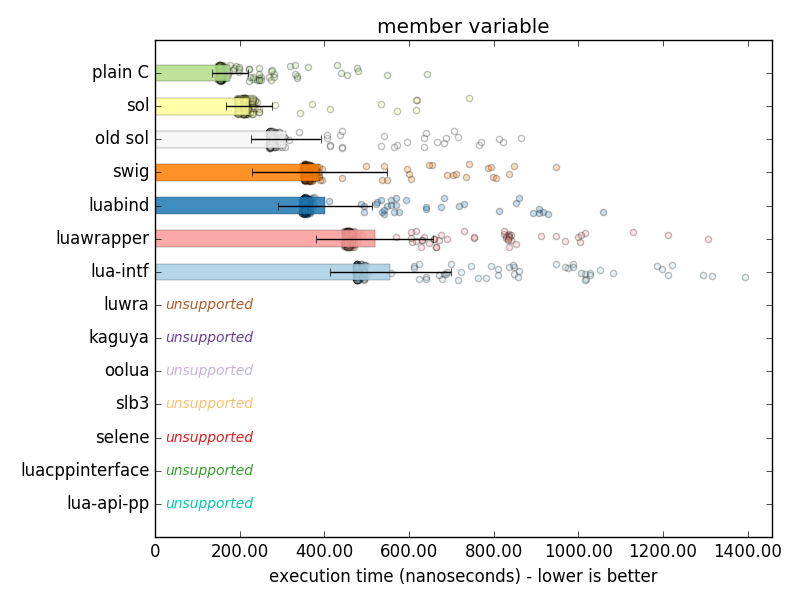 member variable
plain C
sol
old sol
swig
luabind
luawrapper
lua-intf
luwra unsupported
kaguya unsupported
oolua unsupported
slb3 unsupported
selene unsupported
luacppinterface unsupported
lua-api-pp unsupported
0 200.00 400.00 600.00 800.00 1000.00 1200.00 1400.00
execution time (nanoseconds) - lower is better